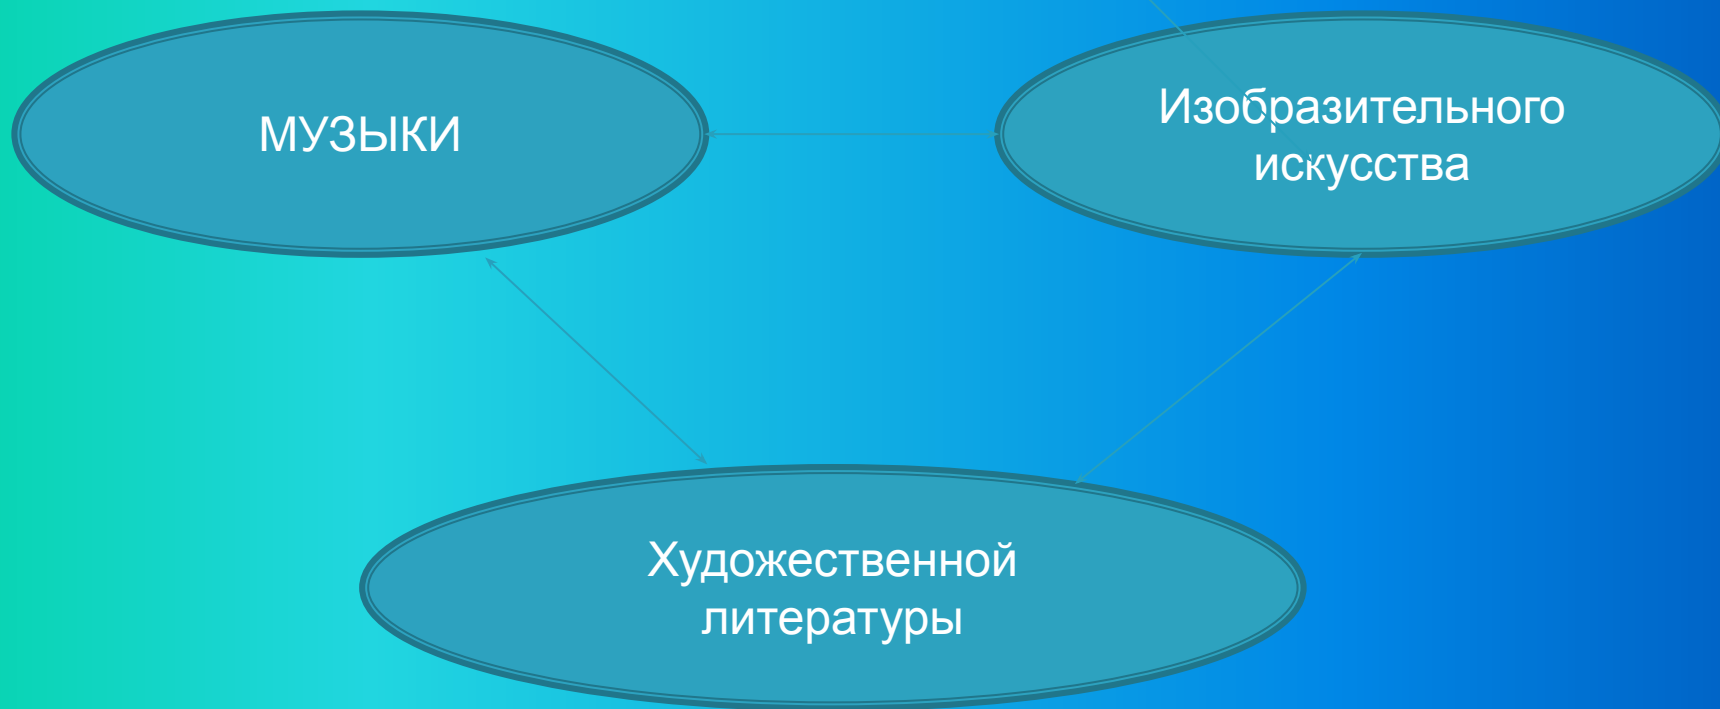 МУЗЫКИ
Изобразительного
искусства
Художественной
литературы